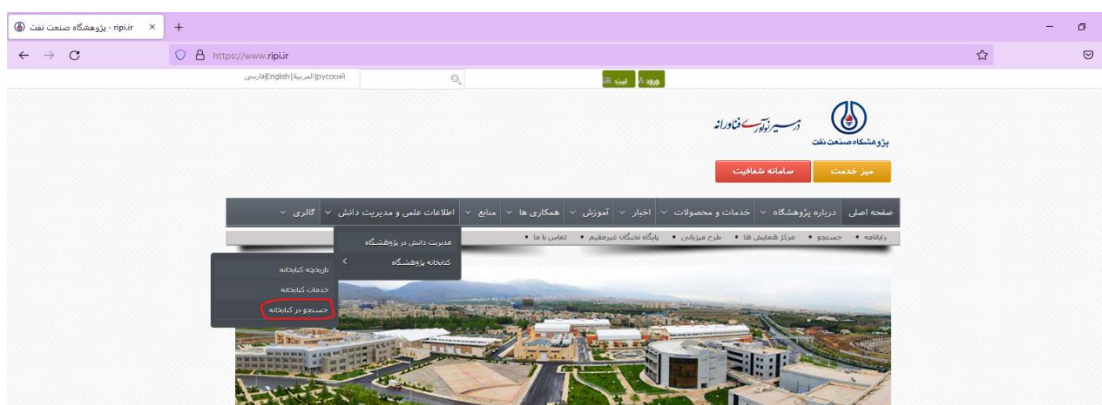 ripi.ir - پژوهشگاه صنعت نفت
https://www.ripi.ir
русский|العربية|English|فارسی
ورود
ثبت
در مسیر نوآوری فناورانه
پژوهشگاه صنعت نفت
میز خدمت
سامانه شفافیت
صفحه اصلی درباره پژوهشگاه خدمات و محصولات اخبار آموزش همکاری ها منابع اطلاعات علمی و مدیریت دانش گالری
رایانامه • جستجو • مرکز همایش ها • طرح میزبانی • پایگاه نخبگان غیرمقیم • تماس با ما •
مدیریت دانش در پژوهشگاه
کتابخانه پژوهشگاه
تاریخچه کتابخانه
خدمات کتابخانه
جستجو در کتابخانه